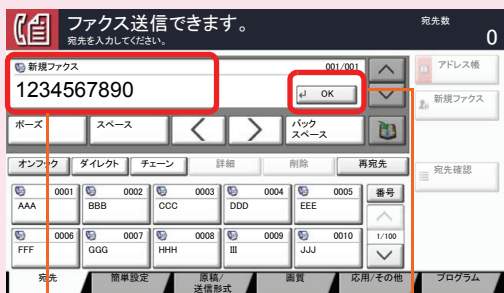 ファクス送信できます。
宛先を入力してください。
宛先数
0
新規ファクス
001/001
1234567890
OK
アドレス帳
新規ファクス
ポーズ
スペース
バック
スペース
オンフック
ダイレクト
チェーン
詳細
削除
再宛先
宛先確認
0001
AAA
0002
BBB
0003
CCC
0004
DDD
0005
EEE
番号
0006
FFF
0007
GGG
0008
HHH
0009
III
0010
JJJ
1/100
宛先
簡単設定
原稿/
送信形式
画質
応用/その他
プログラム